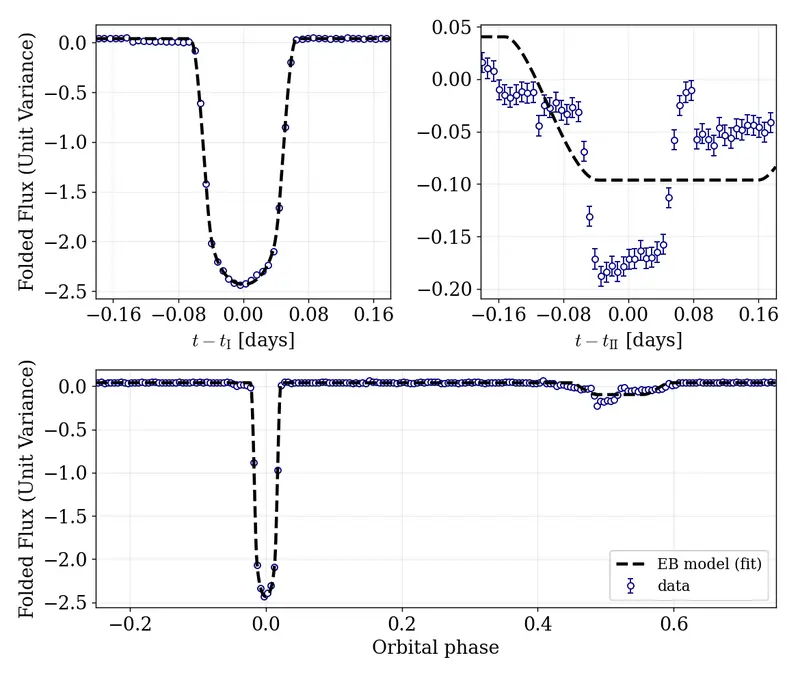 Folded Flux (Unit Variance)
0.0
−0.5
−1.0
−1.5
−2.0
−2.5
−0.16 −0.08 0.00 0.08 0.16
t − tI [days]
0.05
0.00
−0.05
−0.10
−0.15
−0.20
−0.16 −0.08 0.00 0.08 0.16
t − tII [days]
Folded Flux (Unit Variance)
0.0
−0.5
−1.0
−1.5
−2.0
−2.5
−0.2 0.0 0.2 0.4 0.6
Orbital phase
EB model (fit)
data